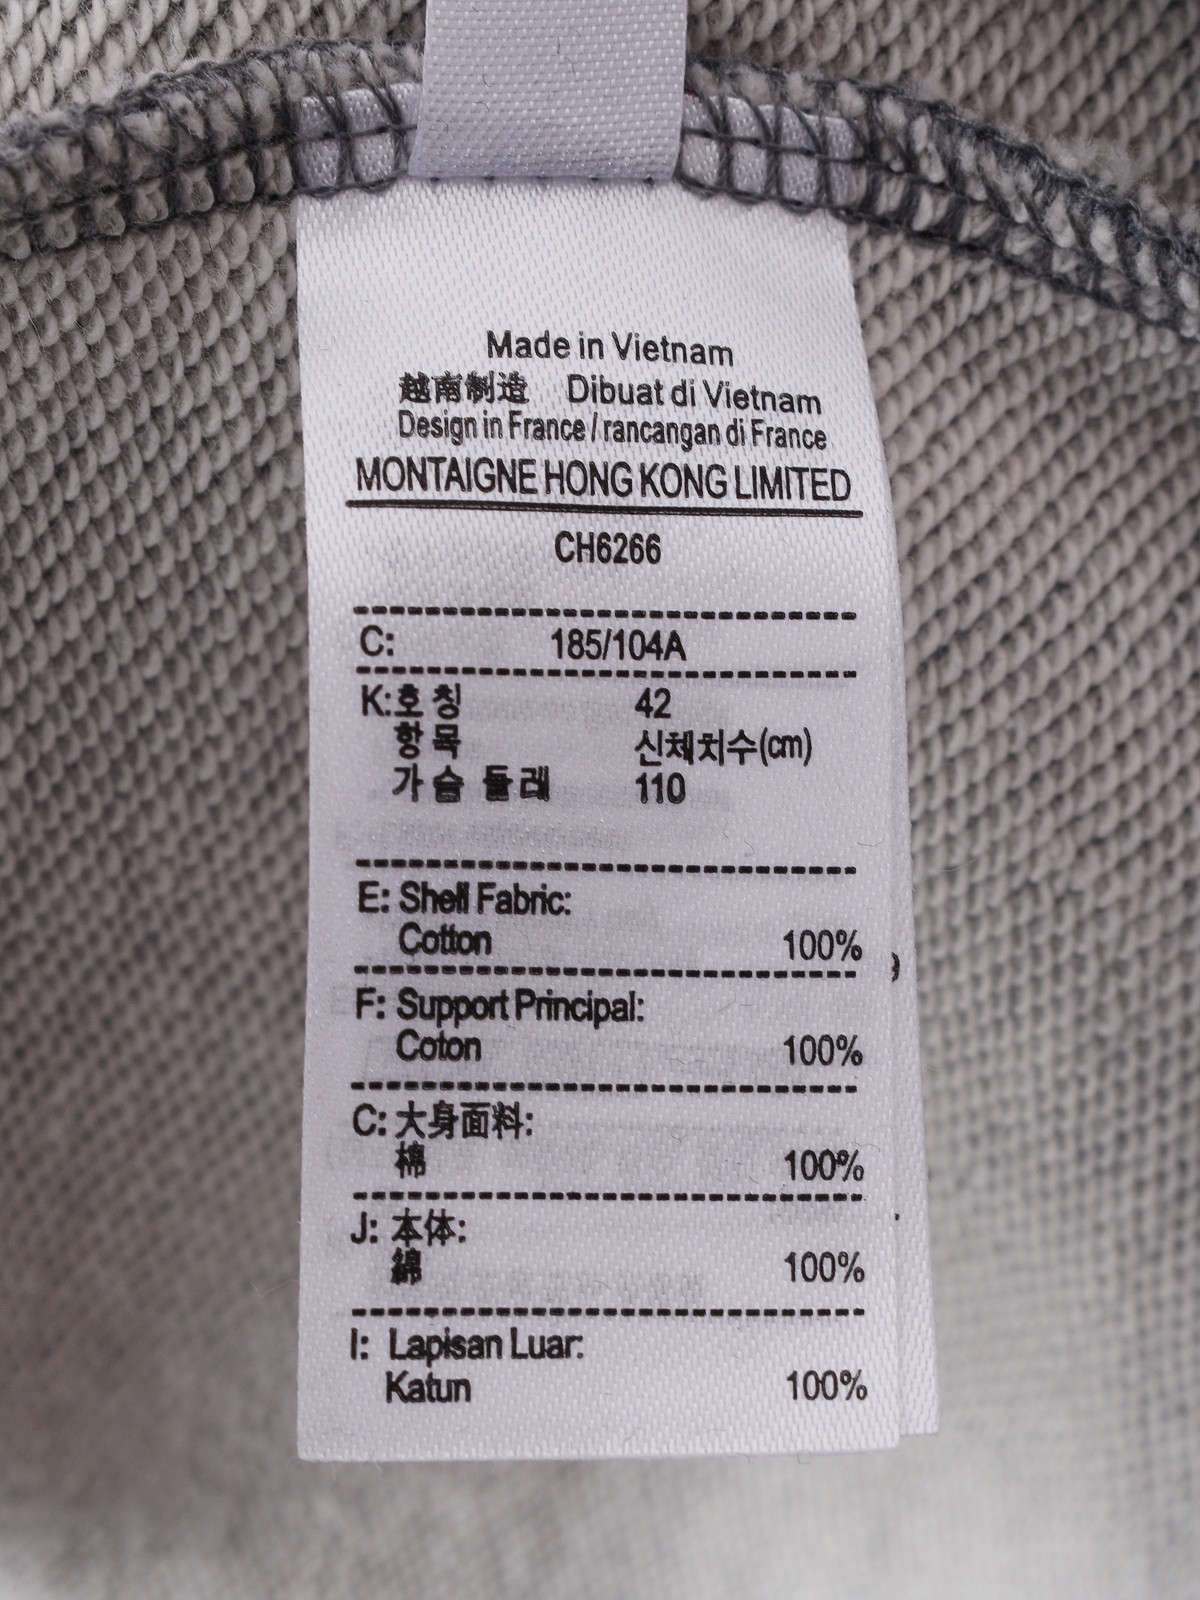 Made in Vietnam
越南制造 Dibuat di Vietnam
Design in France / rancangan di France
MONTAIGNE HONG KONG LIMITED
CH6266
C: 185/104A
K:호 칭 42
항 목 신체치수(cm)
가 슴 둘 레 110
E: Shell Fabric:
Cotton 100%
F: Support Principal:
Coton 100%
C: 大身面料:
棉 100%
J: 本体:
綿 100%
I: Lapisan Luar:
Katun 100%